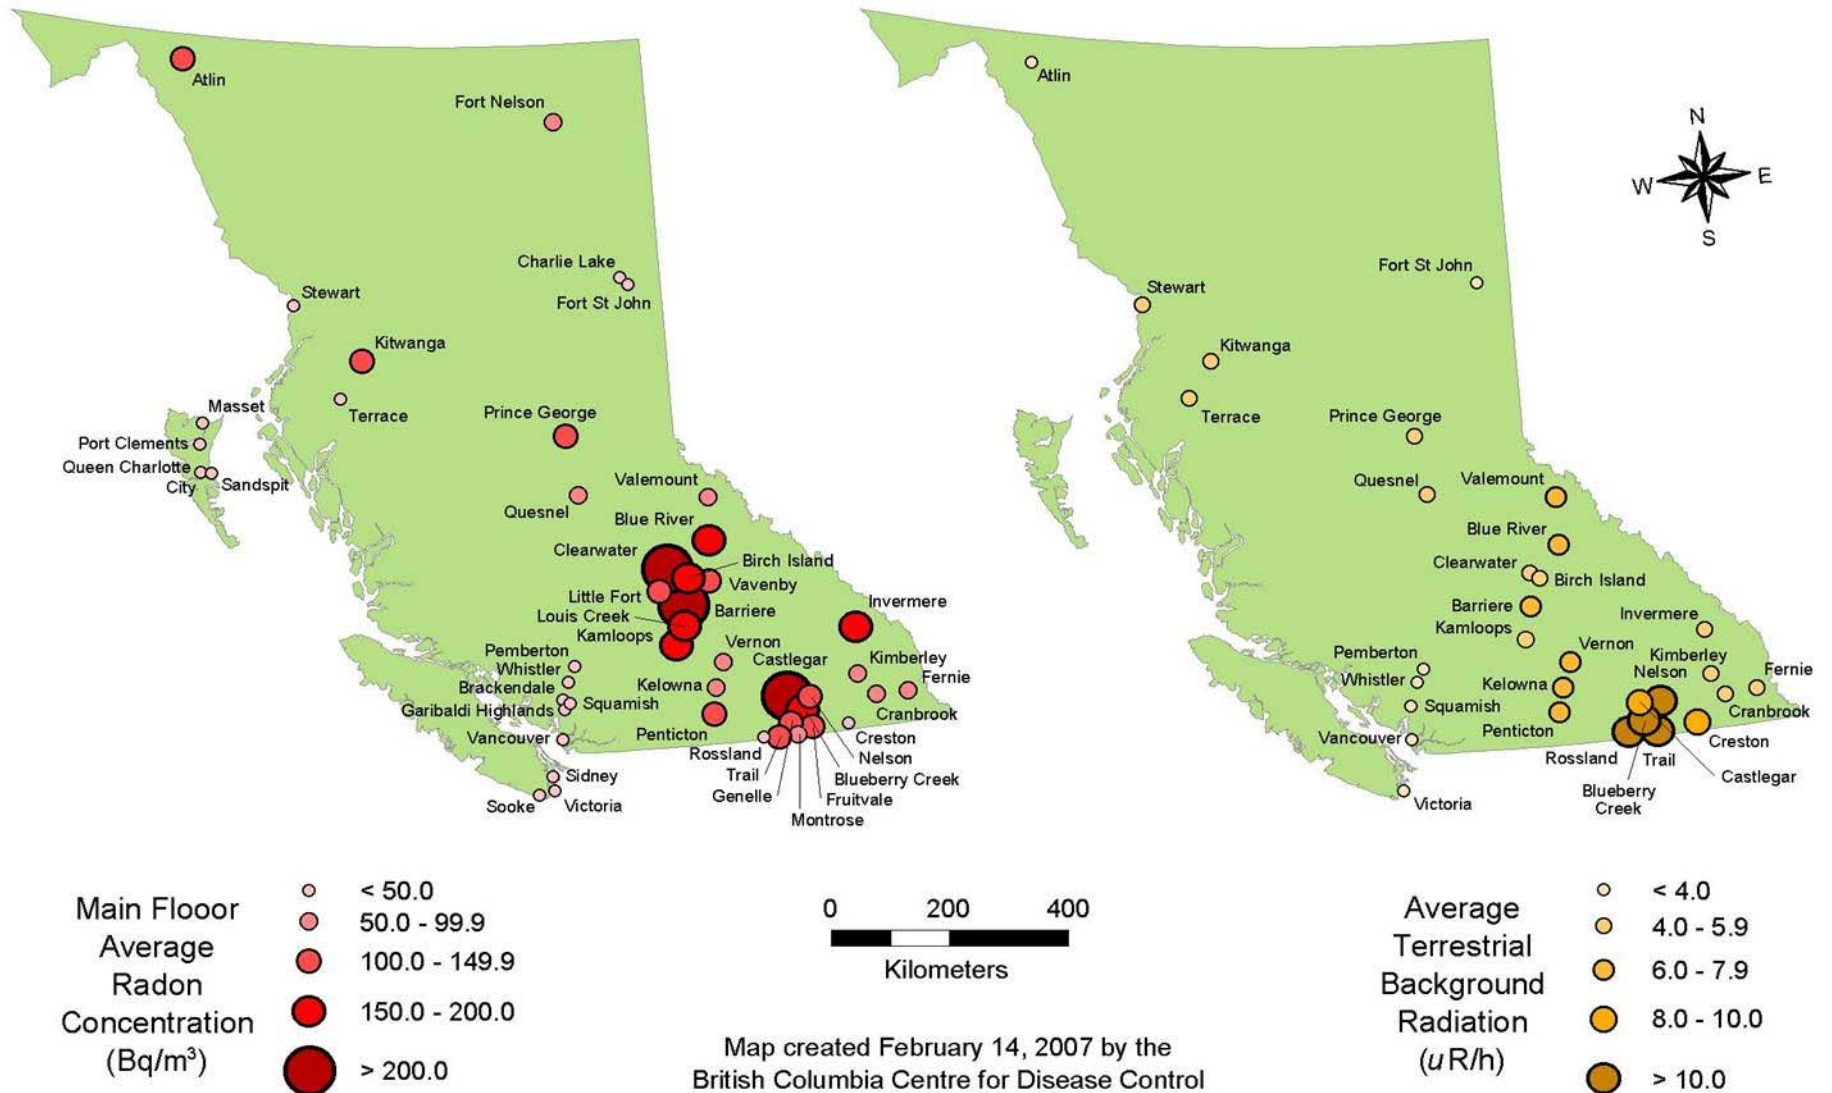 Atlin
Fort Nelson
Charlie Lake
Fort St John
Stewart
Kitwanga
Terrace
Masset
Prince George
Port Clements
Queen Charlotte
City
Sandspit
Valemount
Quesnel
Blue River
Clearwater
Birch Island
Vavenby
Little Fort
Barriere
Invermere
Louis Creek
Kamloops
Vernon
Pemberton
Castlegar
Kimberley
Whistler
Fernie
Brackendale
Kelowna
Squamish
Garibaldi Highlands
Cranbrook
Penticton
Vancouver
Creston
Rossland
Nelson
Trail
Blueberry Creek
Sidney
Genelle
Fruitvale
Sooke
Victoria
Montrose
Atlin
N
W
E
S
Fort St John
Stewart
Kitwanga
Terrace
Prince George
Quesnel
Valemount
Blue River
Clearwater
Birch Island
Barriere
Invermere
Kamloops
Vernon
Pemberton
Kimberley
Nelson
Fernie
Whistler
Kelowna
Squamish
Cranbrook
Penticton
Vancouver
Creston
Rossland
Trail
Castlegar
Blueberry
Creek
Victoria
Main Flooor
Average
Radon
Concentration
(Bq/m³)
< 50.0
50.0 - 99.9
100.0 - 149.9
150.0 - 200.0
> 200.0
0 200 400
Kilometers
Map created February 14, 2007 by the
British Columbia Centre for Disease Control
Average
Terrestrial
Background
Radiation
(uR/h)
< 4.0
4.0 - 5.9
6.0 - 7.9
8.0 - 10.0
> 10.0